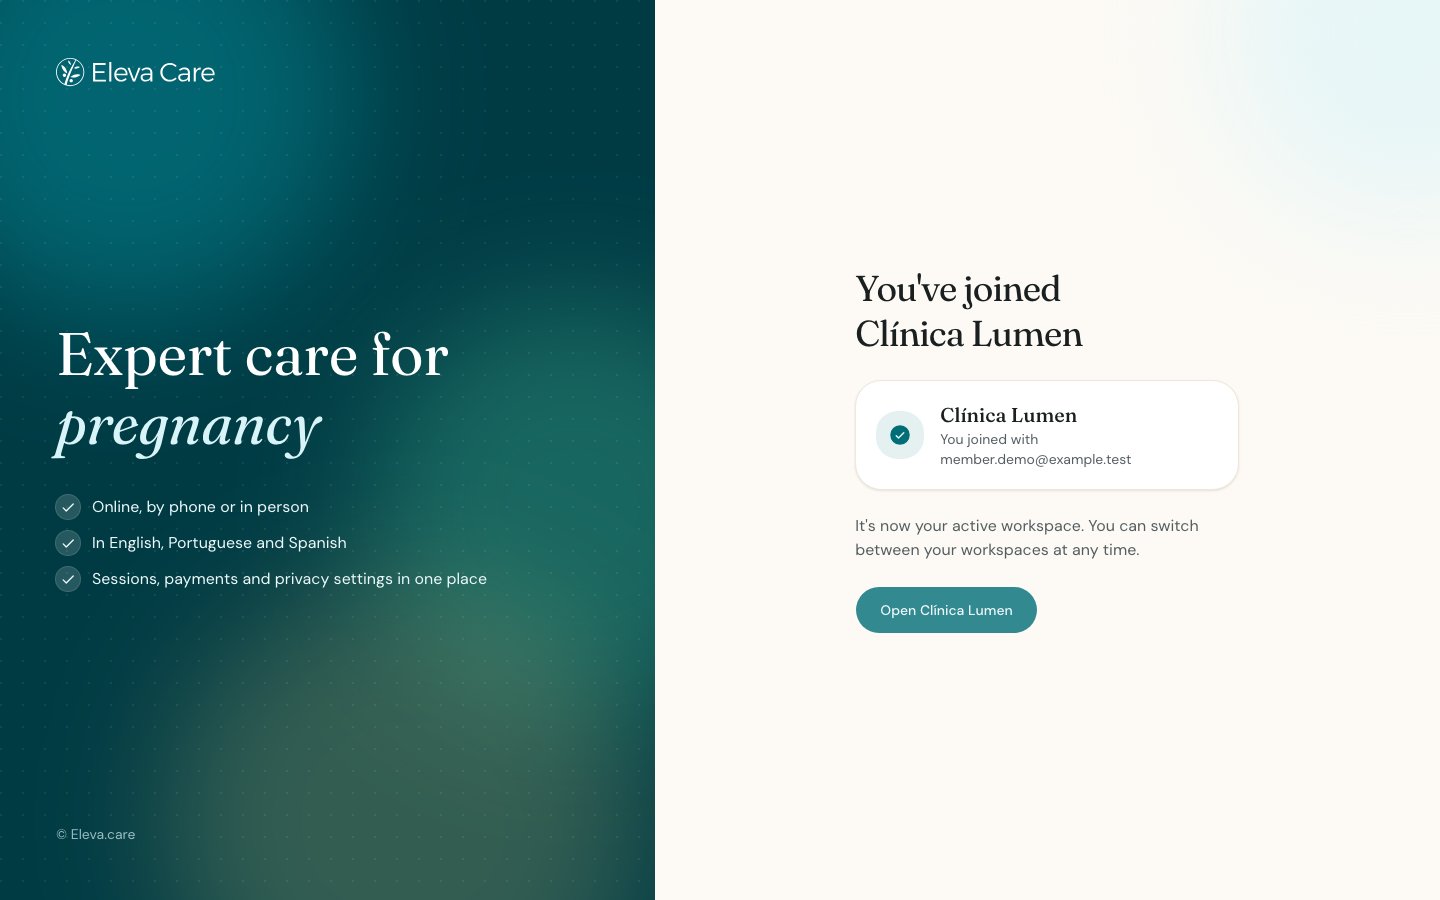 Eleva Care
Expert care for
pregnancy
Online, by phone or in person
In English, Portuguese and Spanish
Sessions, payments and privacy settings in one place
© Eleva.care
You've joined
Clínica Lumen
Clínica Lumen
You joined with
member.demo@example.test
It's now your active workspace. You can switch
between your workspaces at any time.
Open Clínica Lumen